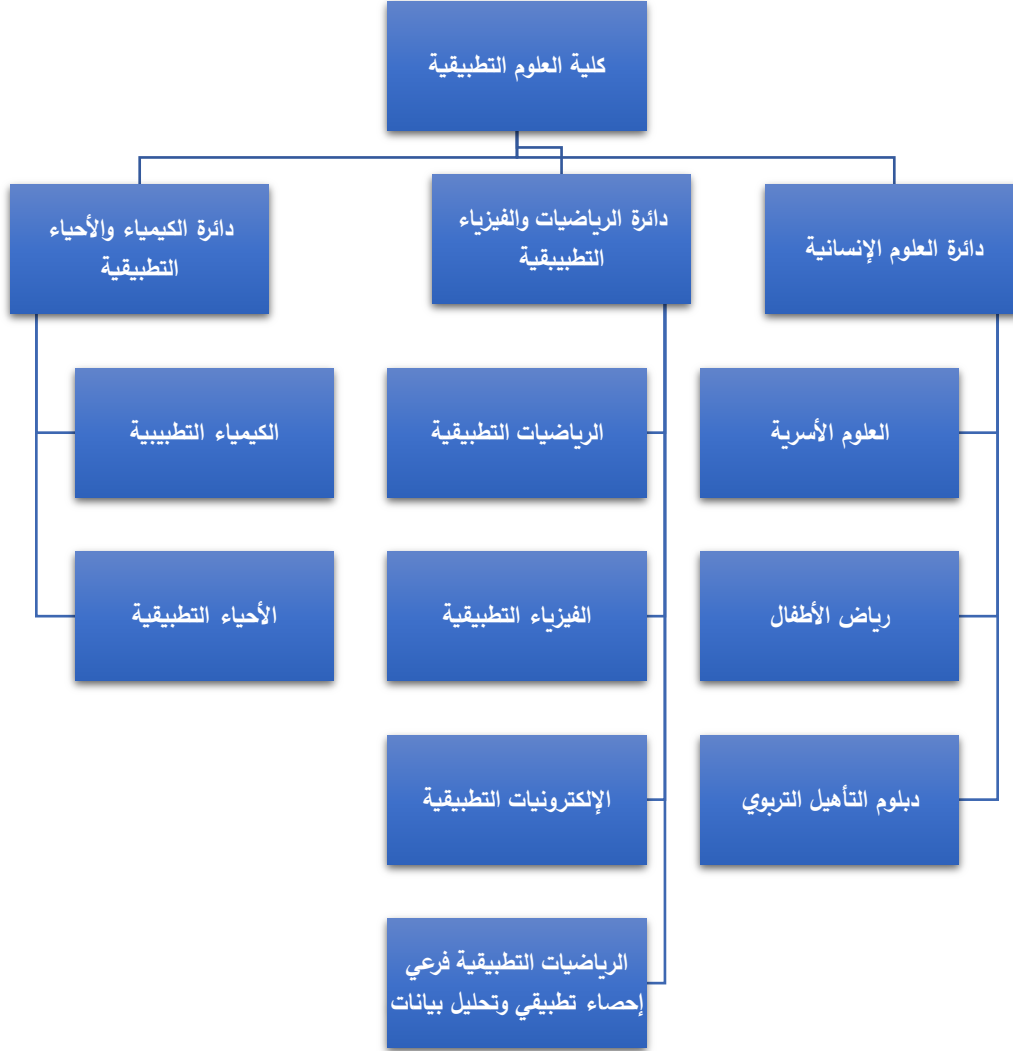 كلية العلوم التطبيقية
دائرة العلوم الإنسانية
دائرة الرياضيات والفيزياء
التطبيبقية
دائرة الكيمياء والأحياء
التطبيقية
العلوم الأسرية
رياض الأطفال
دبلوم التأهيل التربوي
الرياضيات التطبيقية
الفيزياء التطبيقية
الإلكترونيات التطبيقية
الرياضيات التطبيقية فرعي
إحصاء تطبيقي وتحليل بيانات
الكيمياء التطبيبية
الأحياء التطبيقية